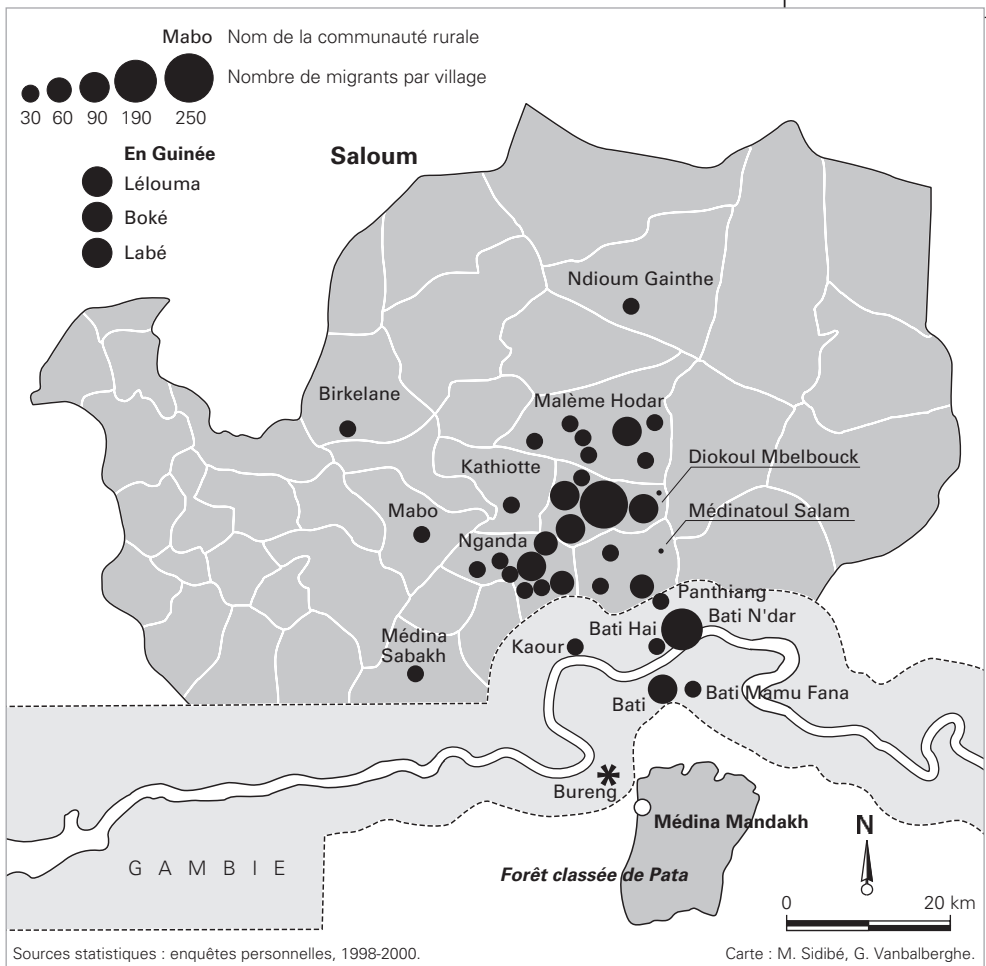 Mabo Nom de la communauté rurale
Nombre de migrants par village
30 60 90 190 250
En Guinée
Lélouma
Boké
Labé
Saloum
Ndioum Gainthe
Birkelane
Malème Hodar
Kathiotte
Diokoul Mbelbouck
Mabo
Médinatoul Salam
Nganda
Panthiang
Bati N'dar
Bati Hai
Médina
Sabakh
Kaour
Bati Mamu Fana
Bati
Bureng
Médina Mandakh
N
GAMBIE
Forêt classée de Pata
0 20 km
Sources statistiques : enquêtes personnelles, 1998-2000.
Carte : M. Sidibé, G. Vanbalberghe.